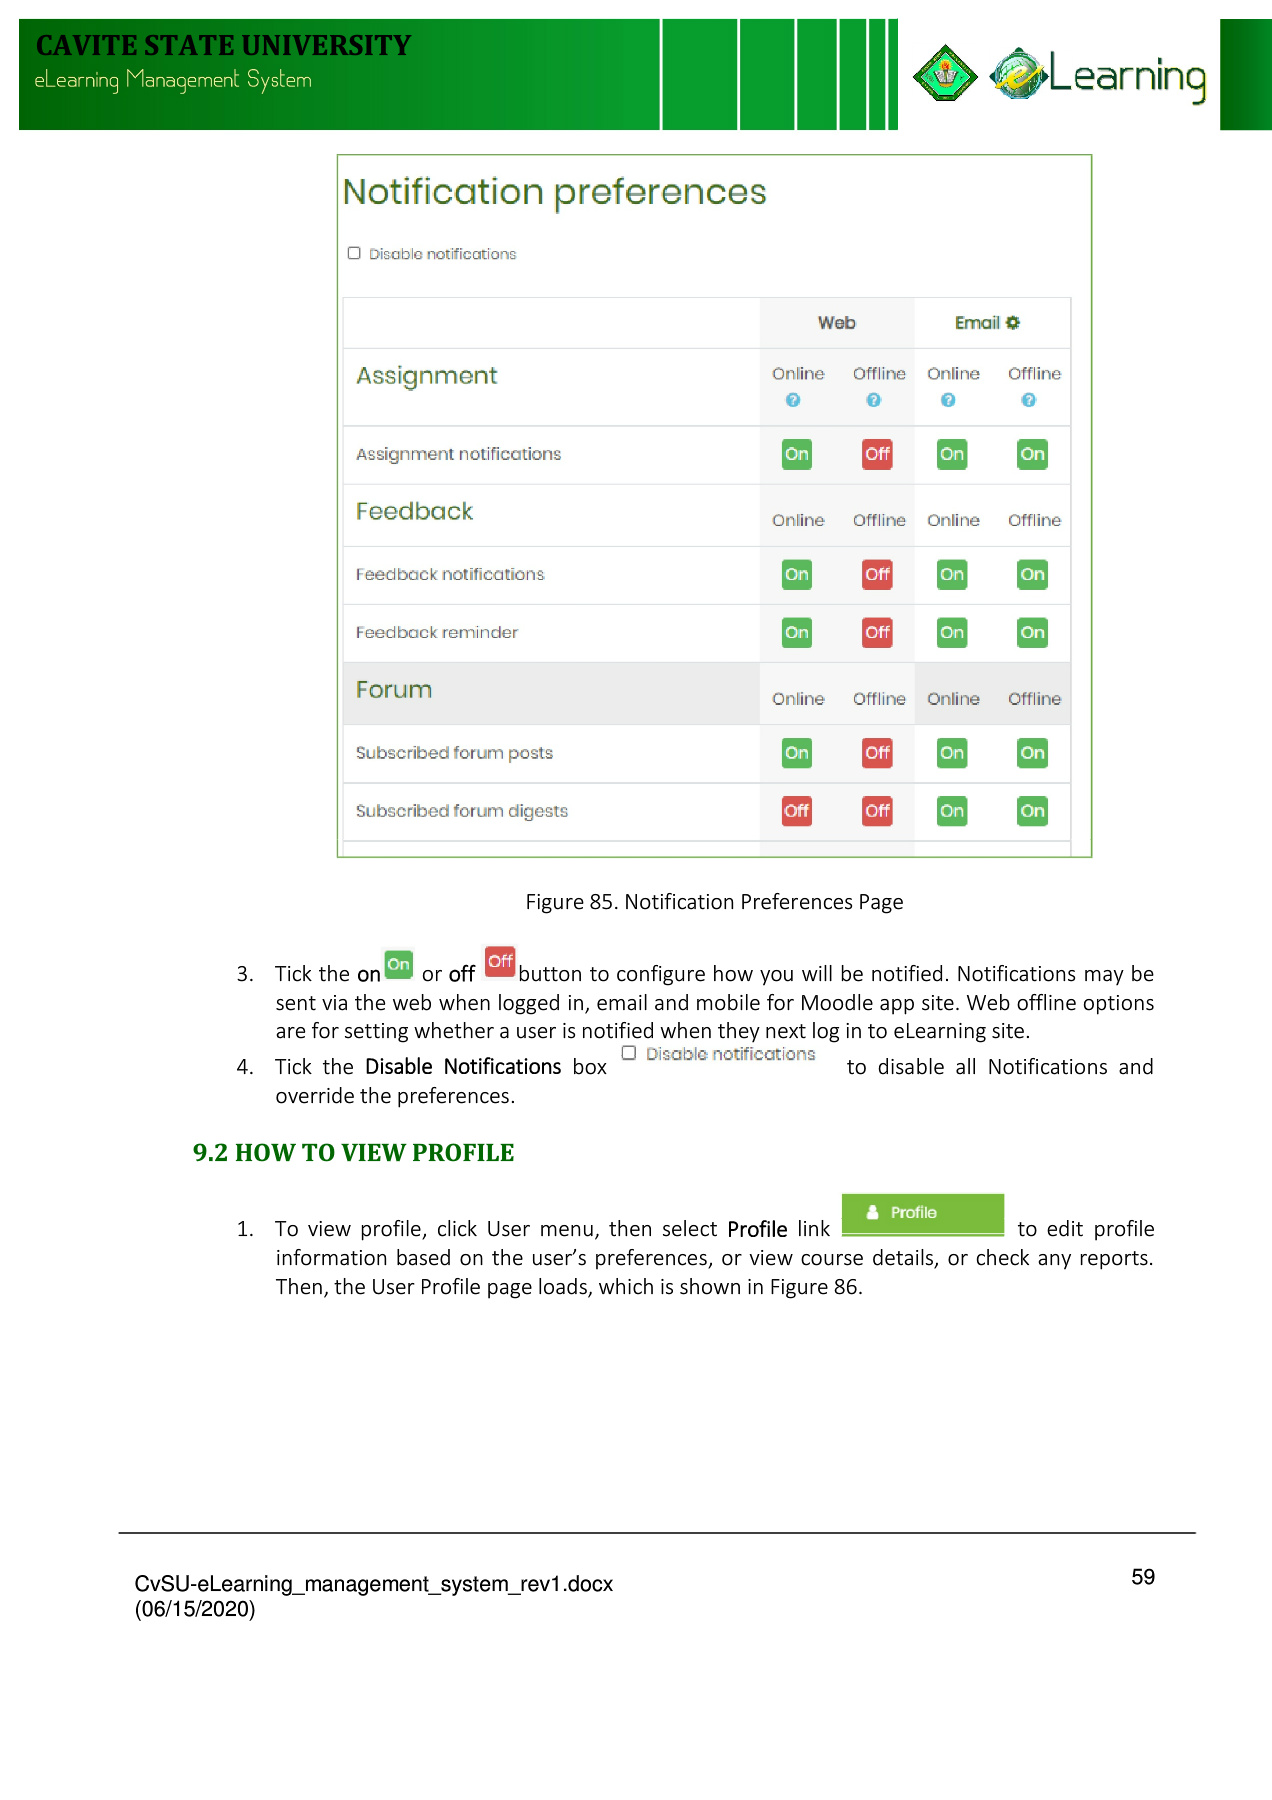 CAVITE STATE UNIVERSITY
eLearning Management System
eLearning
Notification preferences
Disable notifications
Web Email
Assignment Online Offline Online Offline
? ? ? ?
Assignment notifications On Off On On
Feedback Online Offline Online Offline
Feedback notifications On Off On On
Feedback reminder On Off On On
Forum Online Offline Online Offline
Subscribed forum posts On Off On On
Subscribed forum digests Off Off On On
Figure 85. Notification Preferences Page
3. Tick the on On or off Off button to configure how you will be notified. Notifications may be
sent via the web when logged in, email and mobile for Moodle app site. Web offline options
are for setting whether a user is notified when they next log in to eLearning site.
4. Tick the Disable Notifications box Disable notifications to disable all Notifications and
override the preferences.
9.2 HOW TO VIEW PROFILE
1. To view profile, click User menu, then select Profile link Profile to edit profile
information based on the user’s preferences, or view course details, or check any reports.
Then, the User Profile page loads, which is shown in Figure 86.
CvSU-eLearning_management_system_rev1.docx 59
(06/15/2020)